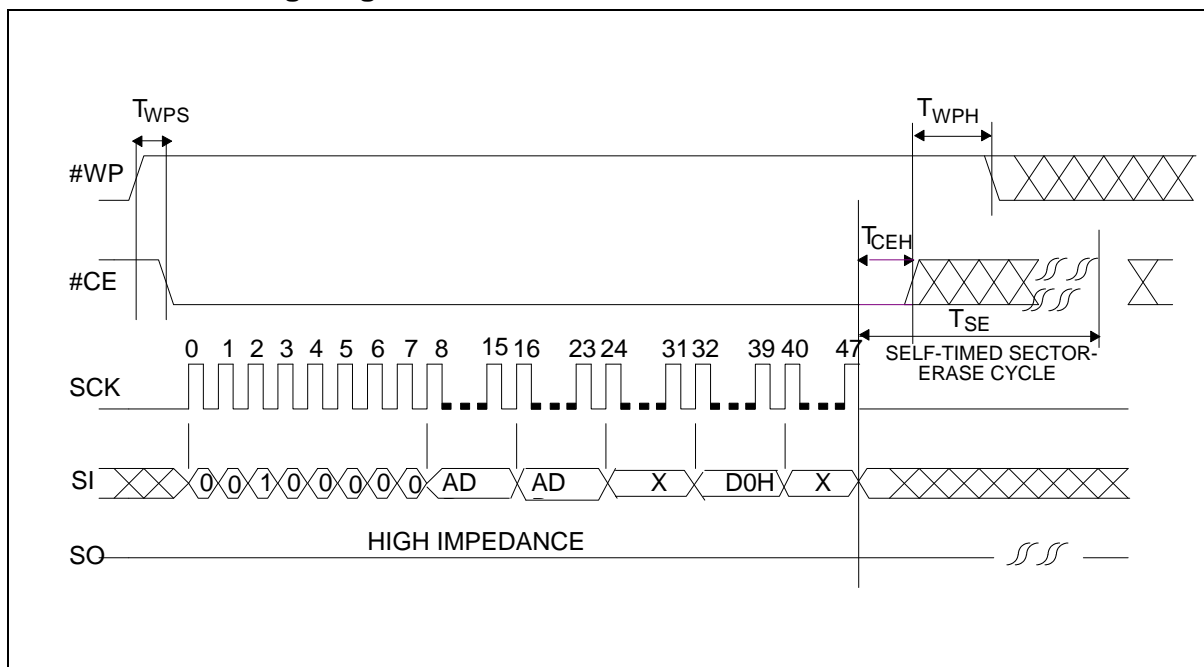 TWPS
TWPH
#WP
TCEH
#CE
TSE
0 1 2 3 4 5 6 7 8 15 16 23 24 31 32 39 40 47
SELF-TIMED SECTOR-
ERASE CYCLE
SCK
SI 0 0 1 0 0 0 0 0 AD AD X D0H X
HIGH IMPEDANCE
SO